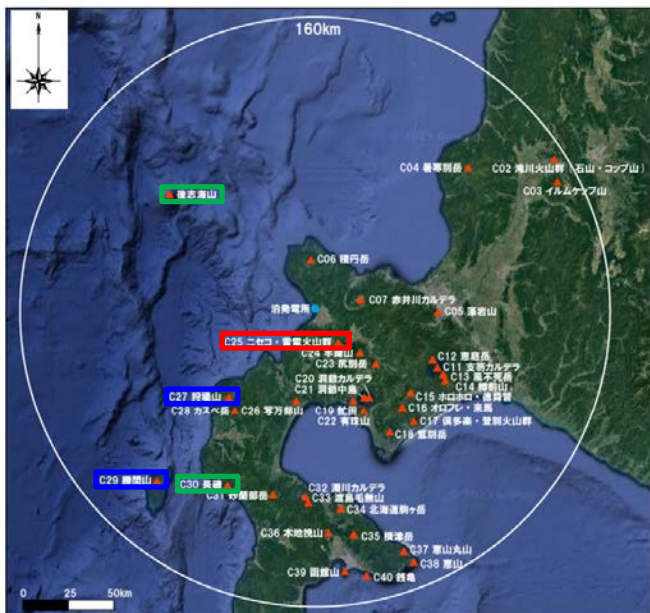 160km
C04 暑寒別岳
C02 滝川火山群（石山・コップ山）
C03 イルムケップ山
後志海山
C06 積丹岳
C07 赤井川カルデラ
泊発電所
C05 藻岩山
C25 ニセコ・雷電火山群
C24 羊蹄山
C23 尻別岳
C12 恵庭岳
C11 支笏カルデラ
C13 風不死岳
C14 樽前山
C20 洞爺カルデラ
C21 洞爺中島
C15 ホロホロ・徳舜瞥
C27 狩場山
C28 カスベ岳
C26 写万部山
C19 虻田
C16 オロフレ・来馬
C22 有珠山
C17 倶多楽・登別火山群
C18 鷲別岳
C29 勝澗山
C30 長磯
C31 砂蘭部岳
C32 濁川カルデラ
C33 渡島毛無山
C34 北海道駒ヶ岳
C36 木地挽山
C35 横津岳
C37 恵山丸山
C38 恵山
C39 函館山
C40 銭亀
0 25 50km